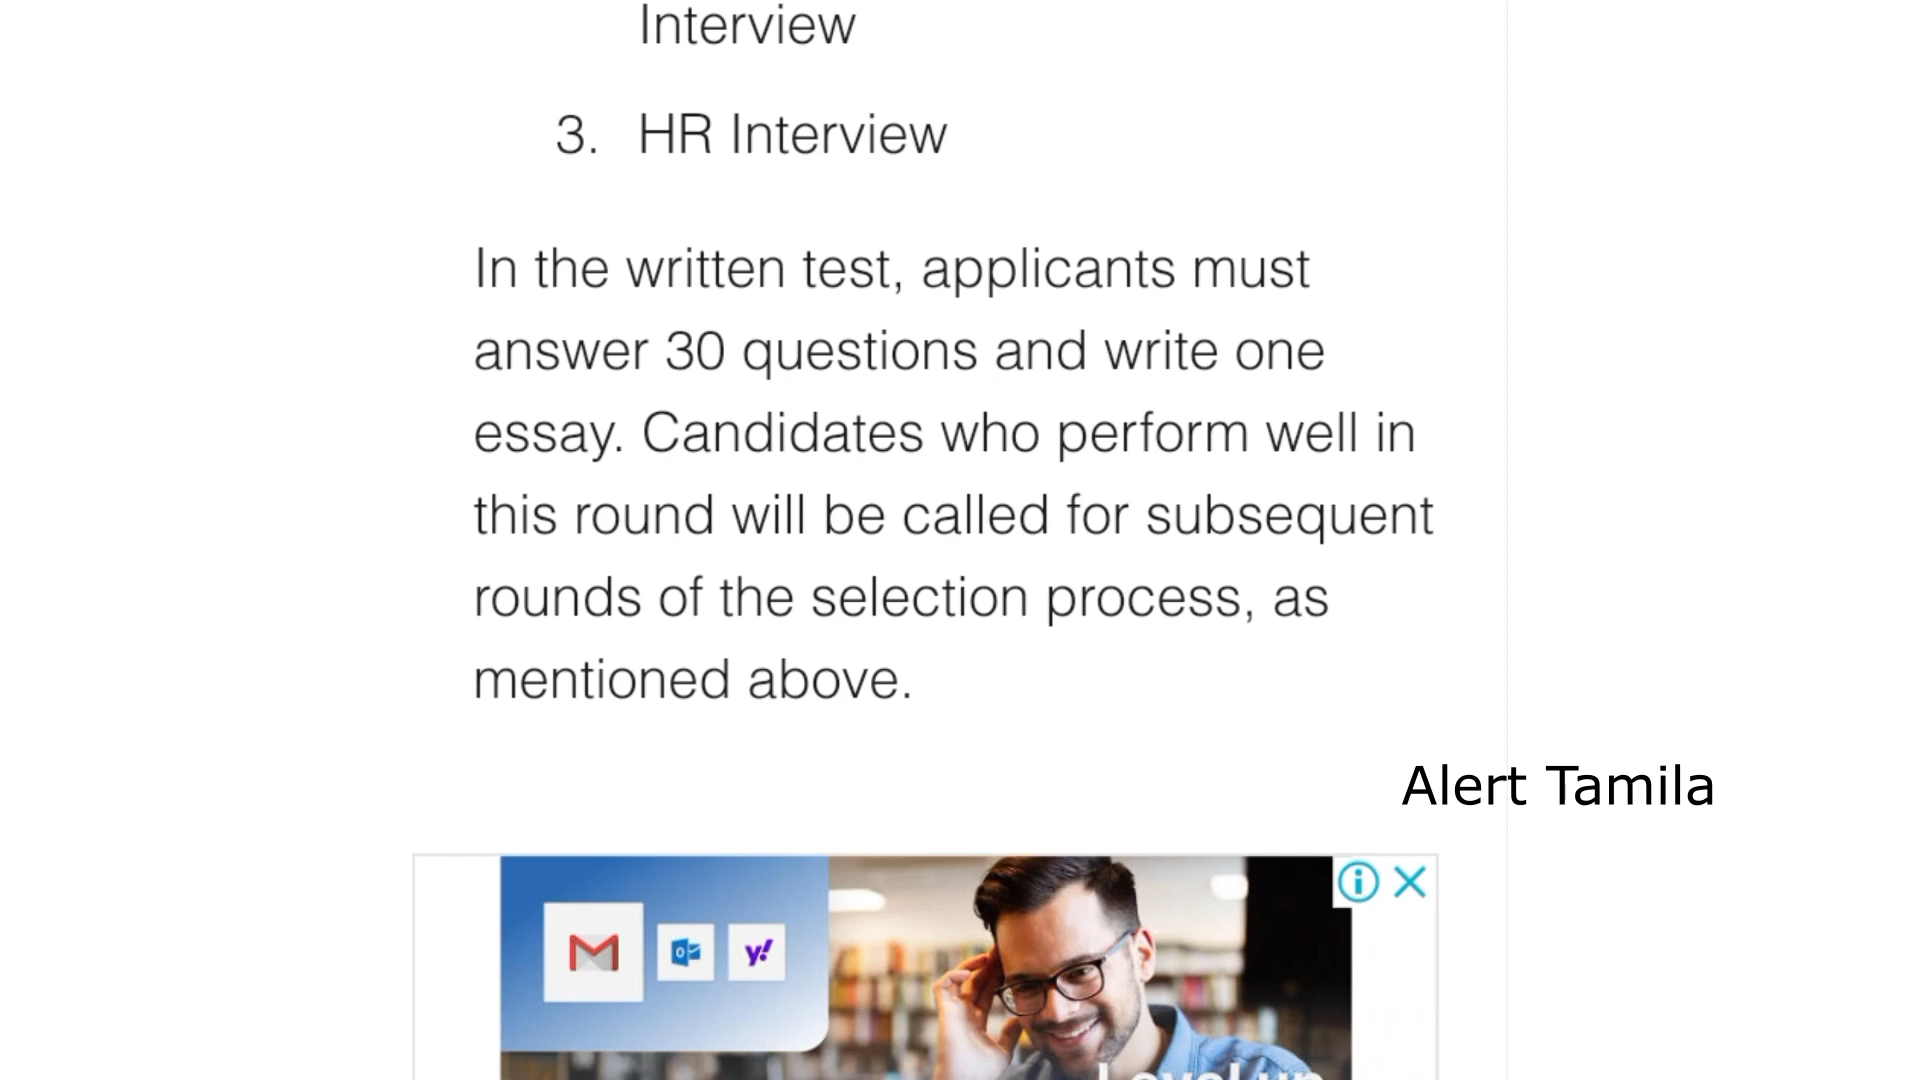 Interview
3. HR Interview
In the written test, applicants must
answer 30 questions and write one
essay. Candidates who perform well in
this round will be called for subsequent
rounds of the selection process, as
mentioned above.
Alert Tamila
y!
Level up